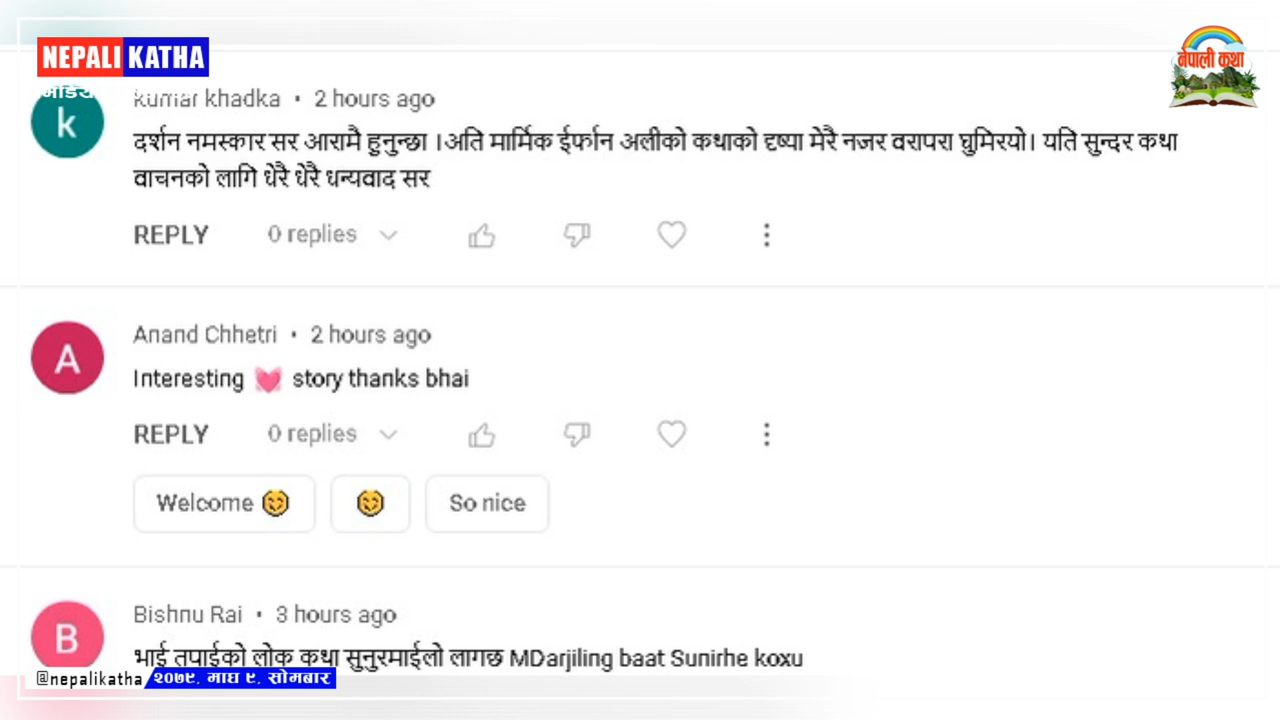 NEPALI KATHA
नेपाली कथा
kumar khadka • 2 hours ago
k
दर्शन नमस्कार सर आरामै हुनुन्छा ।अति मार्मिक ईर्फान अलीको कथाको दृष्या मेरै नजर वरापरा घुमिरयो। यति सुन्दर कथा
वाचनको लागि धेरै धेरै धन्यवाद सर
REPLY 0 replies
Anand Chhetri • 2 hours ago
A
Interesting 💓 story thanks bhai
REPLY 0 replies
Welcome 😊 😊 So nice
Bishnu Rai • 3 hours ago
B
भाई तपाईको लोक कथा सुनुरमाईलो लागछ MDarjiling baat Sunirhe koxu
@nepalikatha २०७९. माघ ९. सोमबार